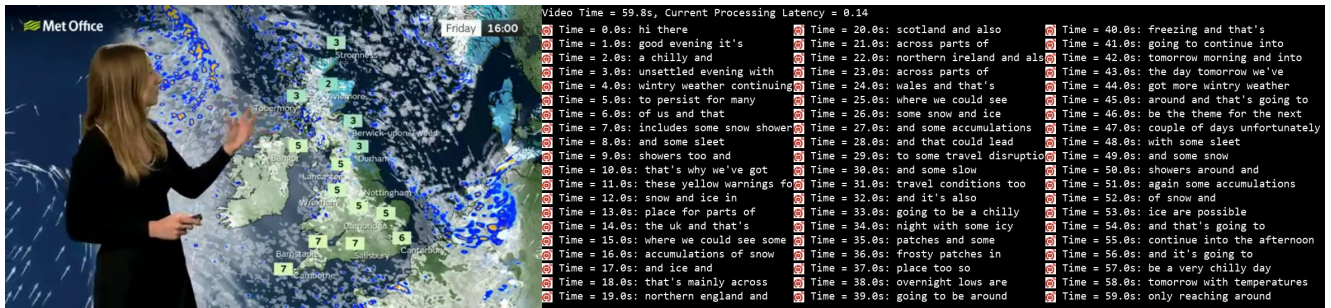 Met Office
Friday 16:00
3
Stromness
2
Aviemore
3
Tobermory
3
Berwick-upon-Tweed
5
Bangor
3
Durham
5
Lancaster
5
Nottingham
Wrexham
5
5
Cambridge
7
Barnstaple
7
Salisbury
6
Canterbury
7
Camborne
Video Time = 59.8s, Current Processing Latency = 0.14
Time = 0.0s: hi there
Time = 1.0s: good evening it's
Time = 2.0s: a chilly and
Time = 3.0s: unsettled evening with
Time = 4.0s: wintry weather continuing
Time = 5.0s: to persist for many
Time = 6.0s: of us and that
Time = 7.0s: includes some snow shower
Time = 8.0s: and some sleet
Time = 9.0s: showers too and
Time = 10.0s: that's why we've got
Time = 11.0s: these yellow warnings fo
Time = 12.0s: snow and ice in
Time = 13.0s: place for parts of
Time = 14.0s: the uk and that's
Time = 15.0s: where we could see some
Time = 16.0s: accumulations of snow
Time = 17.0s: and ice and
Time = 18.0s: that's mainly across
Time = 19.0s: northern england and
Time = 20.0s: scotland and also
Time = 21.0s: across parts of
Time = 22.0s: northern ireland and als
Time = 23.0s: across parts of
Time = 24.0s: wales and that's
Time = 25.0s: where we could see
Time = 26.0s: some snow and ice
Time = 27.0s: and some accumulations
Time = 28.0s: and that could lead
Time = 29.0s: to some travel disruptio
Time = 30.0s: and some slow
Time = 31.0s: travel conditions too
Time = 32.0s: and it's also
Time = 33.0s: going to be a chilly
Time = 34.0s: night with some icy
Time = 35.0s: patches and some
Time = 36.0s: frosty patches in
Time = 37.0s: place too so
Time = 38.0s: overnight lows are
Time = 39.0s: going to be around
Time = 40.0s: freezing and that's
Time = 41.0s: going to continue into
Time = 42.0s: tomorrow morning and into
Time = 43.0s: the day tomorrow we've
Time = 44.0s: got more wintry weather
Time = 45.0s: around and that's going to
Time = 46.0s: be the theme for the next
Time = 47.0s: couple of days unfortunately
Time = 48.0s: with some sleet
Time = 49.0s: and some snow
Time = 50.0s: showers around and
Time = 51.0s: again some accumulations
Time = 52.0s: of snow and
Time = 53.0s: ice are possible
Time = 54.0s: and that's going to
Time = 55.0s: continue into the afternoon
Time = 56.0s: and it's going to
Time = 57.0s: be a very chilly day
Time = 58.0s: tomorrow with temperatures
Time = 59.0s: only reaching around